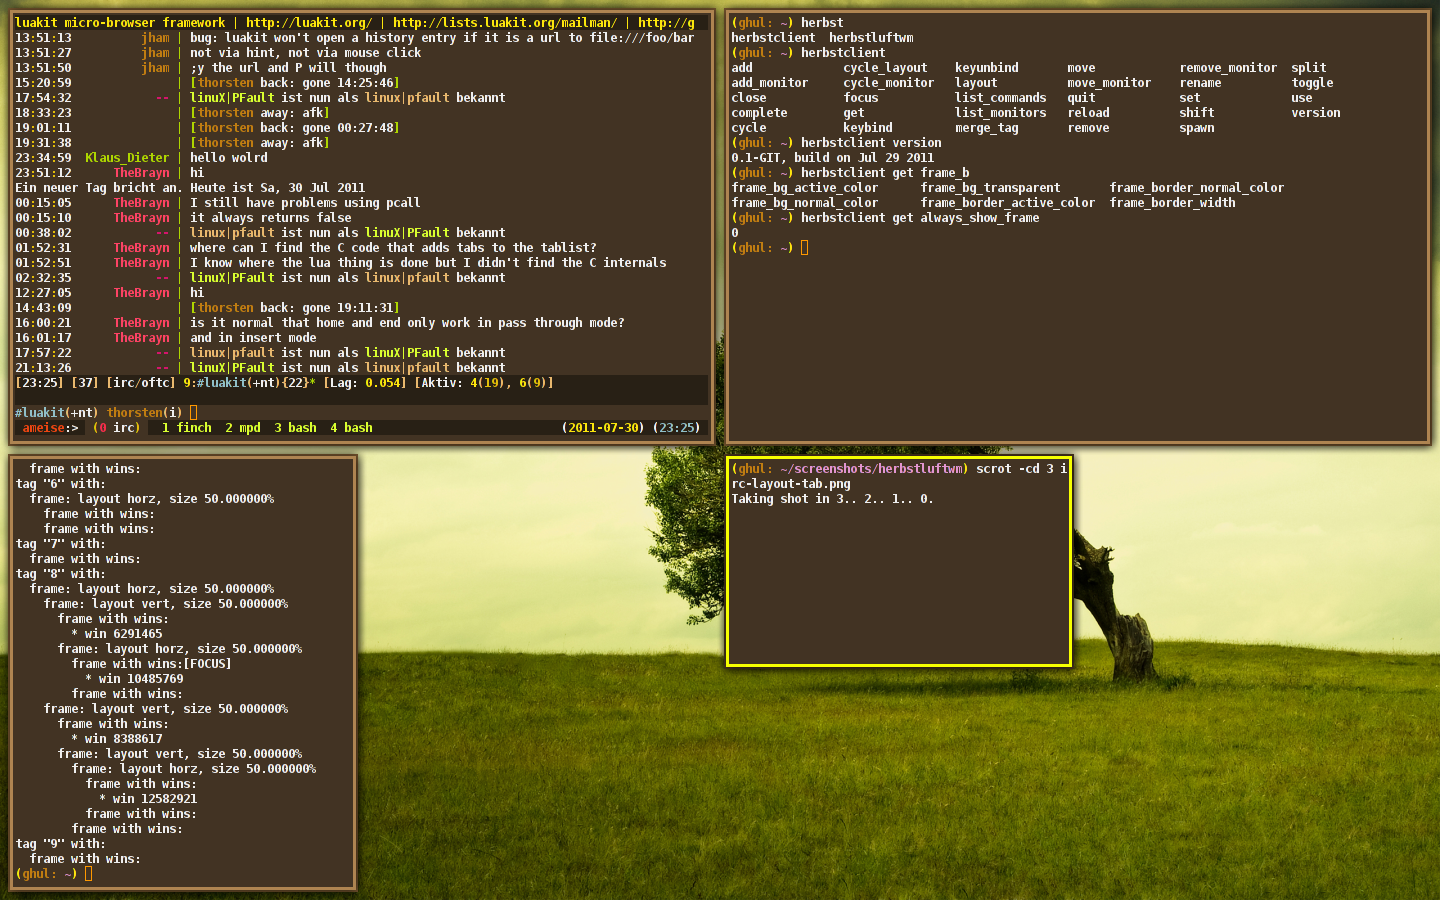 luakit micro-browser framework | http://luakit.org/ | http://lists.luakit.org/mailman/ | http://g
13:51:13 jham | bug: luakit won't open a history entry if it is a url to file:///foo/bar
13:51:27 jham | not via hint, not via mouse click
13:51:50 jham | ;y the url and P will though
15:20:59 | [thorsten back: gone 14:25:46]
17:54:32 -- | linuX|PFault ist nun als linux|pfault bekannt
18:33:23 | [thorsten away: afk]
19:01:11 | [thorsten back: gone 00:27:48]
19:31:38 | [thorsten away: afk]
23:34:59 Klaus_Dieter | hello wolrd
23:51:12 TheBrayn | hi
Ein neuer Tag bricht an. Heute ist Sa, 30 Jul 2011
00:15:05 TheBrayn | I still have problems using pcall
00:15:10 TheBrayn | it always returns false
00:38:02 -- | linux|pfault ist nun als linuX|PFault bekannt
01:52:31 TheBrayn | where can I find the C code that adds tabs to the tablist?
01:52:51 TheBrayn | I know where the lua thing is done but I didn't find the C internals
02:32:35 -- | linuX|PFault ist nun als linux|pfault bekannt
12:27:05 TheBrayn | hi
14:43:09 | [thorsten back: gone 19:11:31]
16:00:21 TheBrayn | is it normal that home and end only work in pass through mode?
16:01:17 TheBrayn | and in insert mode
17:57:22 -- | linux|pfault ist nun als linuX|PFault bekannt
21:13:26 -- | linuX|PFault ist nun als linux|pfault bekannt
[23:25] [37] [irc/oftc] 9:#luakit(+nt){22}* [Lag: 0.054] [Aktiv: 4(19), 6(9)]
#luakit(+nt) thorsten(i)
ameise:> (0 irc) 1 finch 2 mpd 3 bash 4 bash (2011-07-30) (23:25)
(ghul: ~) herbst
herbstclient herbstluftwm
(ghul: ~) herbstclient
add cycle_layout keyunbind move remove_monitor split
add_monitor cycle_monitor layout move_monitor rename toggle
close focus list_commands quit set use
complete get list_monitors reload shift version
cycle keybind merge_tag remove spawn
(ghul: ~) herbstclient version
0.1-GIT, build on Jul 29 2011
(ghul: ~) herbstclient get frame_b
frame_bg_active_color frame_bg_transparent frame_border_normal_color
frame_bg_normal_color frame_border_active_color frame_border_width
(ghul: ~) herbstclient get always_show_frame
0
(ghul: ~)
frame with wins:
tag "6" with:
frame: layout horz, size 50.000000%
frame with wins:
frame with wins:
tag "7" with:
frame with wins:
tag "8" with:
frame: layout horz, size 50.000000%
frame: layout vert, size 50.000000%
frame with wins:
* win 6291465
frame: layout horz, size 50.000000%
frame with wins:[FOCUS]
* win 10485769
frame with wins:
frame: layout vert, size 50.000000%
frame with wins:
* win 8388617
frame: layout vert, size 50.000000%
frame: layout horz, size 50.000000%
frame with wins:
* win 12582921
frame with wins:
frame with wins:
tag "9" with:
frame with wins:
(ghul: ~)
(ghul: ~/screenshots/herbstluftwm) scrot -cd 3 i
rc-layout-tab.png
Taking shot in 3.. 2.. 1.. 0.